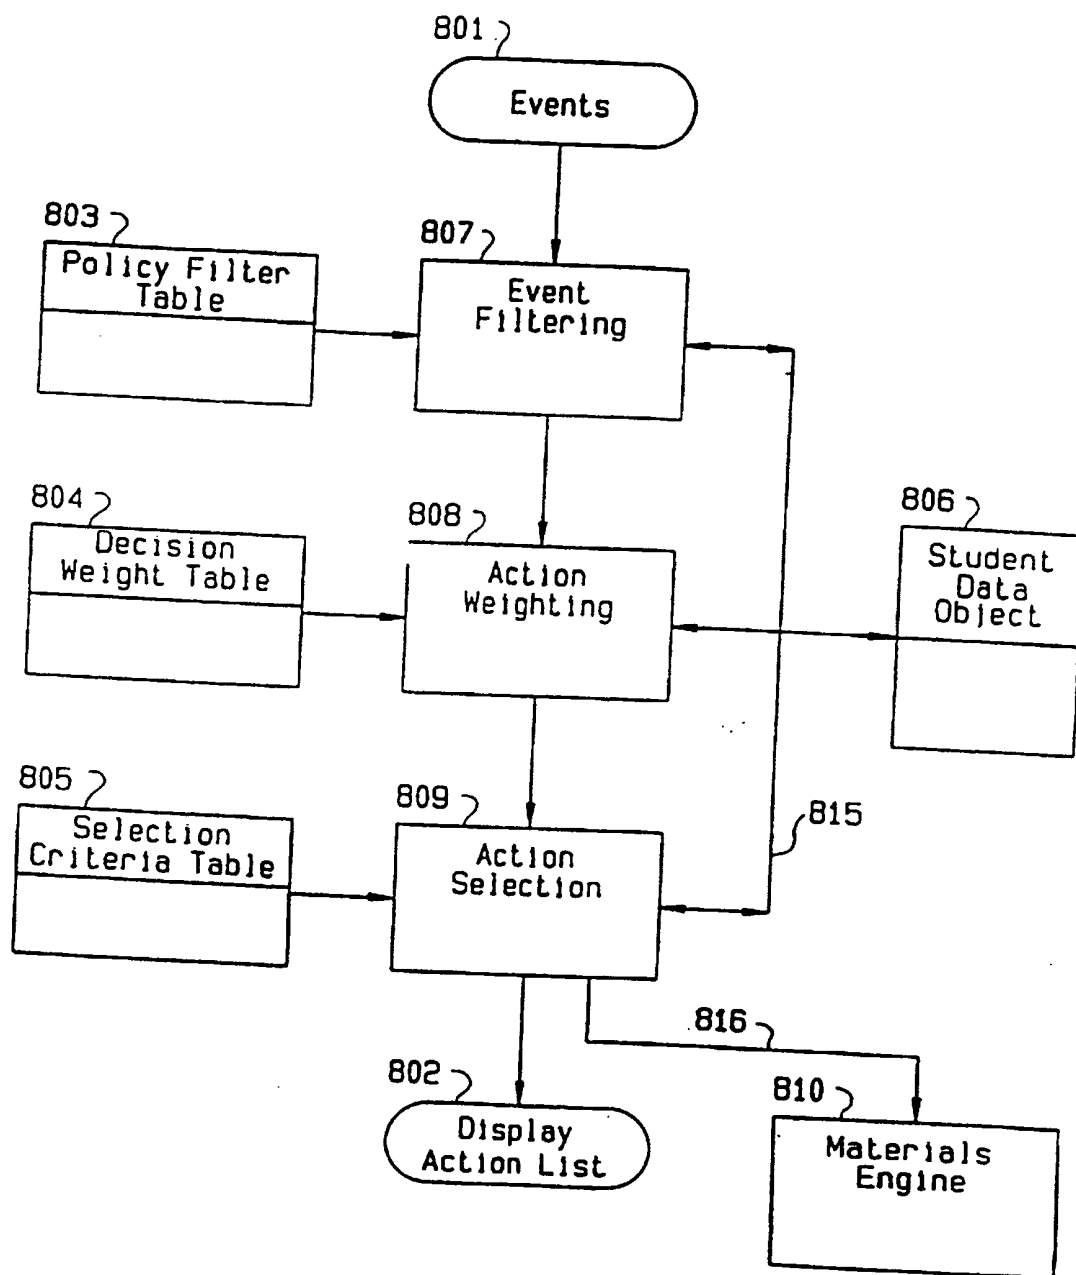 801
Events
803
Policy Filter
Table
807
Event
Filtering
804
Decision
Weight Table
808
Action
Weighting
806
Student
Data
Object
805
Selection
Criteria Table
809
Action
Selection
815
816
802
Display
Action List
810
Materials
Engine